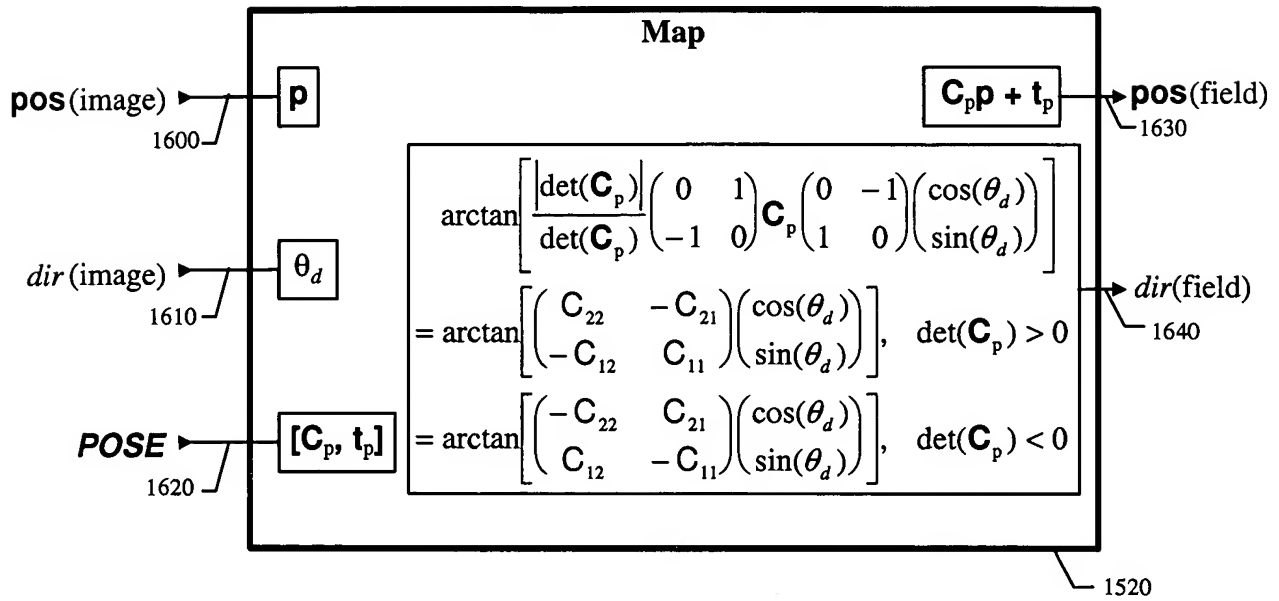 Map
pos(image)
1600
p
C_p p + t_p
pos(field)
1630
arctan[ |det(C_p)| / det(C_p) ( 0 1 ; -1 0 ) C_p ( 0 -1 ; 1 0 ) ( cos(θ_d) ; sin(θ_d) ) ]
dir(image)
1610
θ_d
= arctan[ ( C_22 -C_21 ; -C_12 C_11 ) ( cos(θ_d) ; sin(θ_d) ) ], det(C_p) > 0
dir(field)
1640
POSE
1620
[C_p, t_p]
= arctan[ ( -C_22 C_21 ; C_12 -C_11 ) ( cos(θ_d) ; sin(θ_d) ) ], det(C_p) < 0
1520